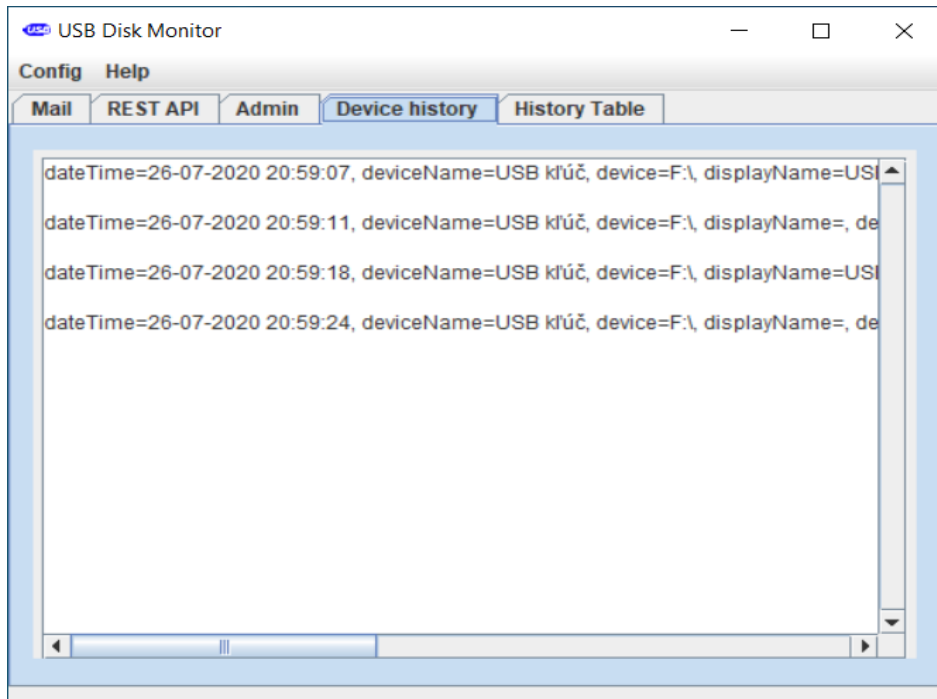 USB USB Disk Monitor
Config Help
Mail REST API Admin Device history History Table
dateTime=26-07-2020 20:59:07, deviceName=USB kľúč, device=F:\, displayName=USB
dateTime=26-07-2020 20:59:11, deviceName=USB kľúč, device=F:\, displayName=, de
dateTime=26-07-2020 20:59:18, deviceName=USB kľúč, device=F:\, displayName=USB
dateTime=26-07-2020 20:59:24, deviceName=USB kľúč, device=F:\, displayName=, de